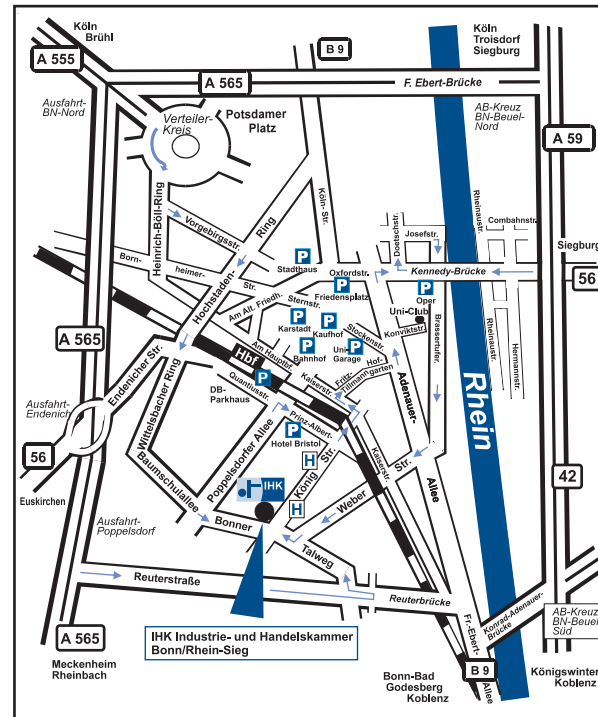 Köln
Brühl
A 555
B 9
Köln
Troisdorf
Siegburg
A 565
F. Ebert-Brücke
Ausfahrt-
BN-Nord
Verteiler-
Kreis
Potsdamer
Platz
AB-Kreuz
BN-Beuel-
Nord
A 59
Heinrich-Böll-Ring
Vorgebirgsstr.
Ring
Hochstaden-
Köln- Str.
Doetschstr.
Josefstr.
Rheinaustr.
Combahnstr.
Born-
heimer-
Str.
P
Stadthaus
Oxfordstr.
P
Friedensplatz
Kennedy-Brücke
Siegburg
56
Am Alt. Friedh-
Sternstr.
P
Karstadt
P
Kaufhof
Stockenstr.
P
Oper
Uni-Club
Konviktstr.
Brassertufer.
Rheinaustr.
Hermannstr.
A 565
Endenicher Str.
Wittelsbacher Ring
Hbf
Am Hauptbf.
P
Bahnhof
P
Uni-
Garage
Hof-
garten
Fritz-
Tillmann
Kaiserstr.
Adenauer-
Allee
Rhein
P
DB-
Parkhaus
Quantiusstr.
Prinz-Albert-
P
Hotel Bristol
Ausfahrt-
Endenich
56
Euskirchen
Baumschulallee
Poppelsdorfer Allee
H
König Str.
Kaiserstr.
Str.
Weber
42
IHK
H
Ausfahrt-
Poppelsdorf
Bonner
Talweg
Reuterstraße
Reuterbrücke
Fr.-Ebert-
Allee
Konrad-Adenauer-
Brücke
AB-Kreuz
BN-Beuel
Süd
A 565
IHK Industrie- und Handelskammer
Bonn/Rhein-Sieg
Meckenheim
Rheinbach
Bonn-Bad
Godesberg
Koblenz
B 9
Königswinter
Koblenz